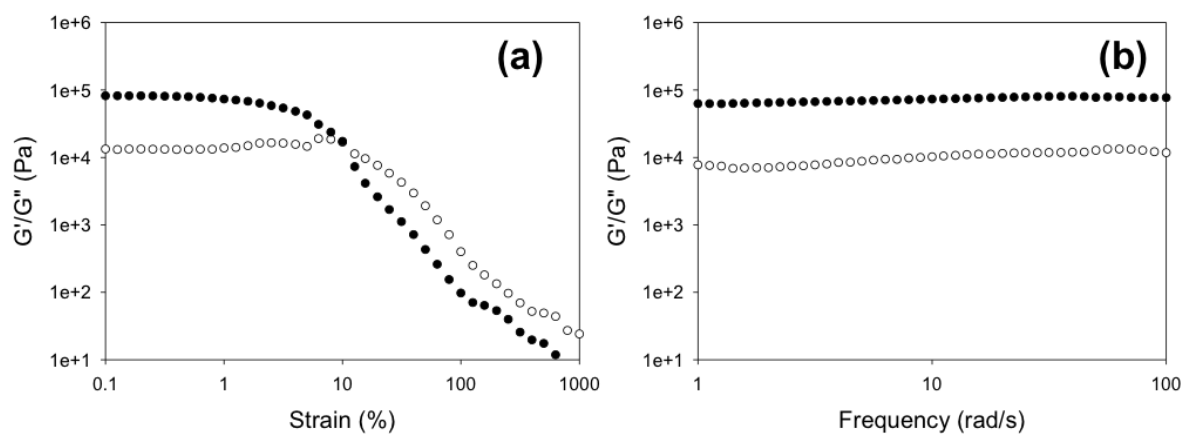 (a)
G'/G" (Pa)
1e+6
1e+5
1e+4
1e+3
1e+2
1e+1
0.1 1 10 100 1000
Strain (%)
(b)
G'/G" (Pa)
1e+6
1e+5
1e+4
1e+3
1e+2
1e+1
1 10 100
Frequency (rad/s)